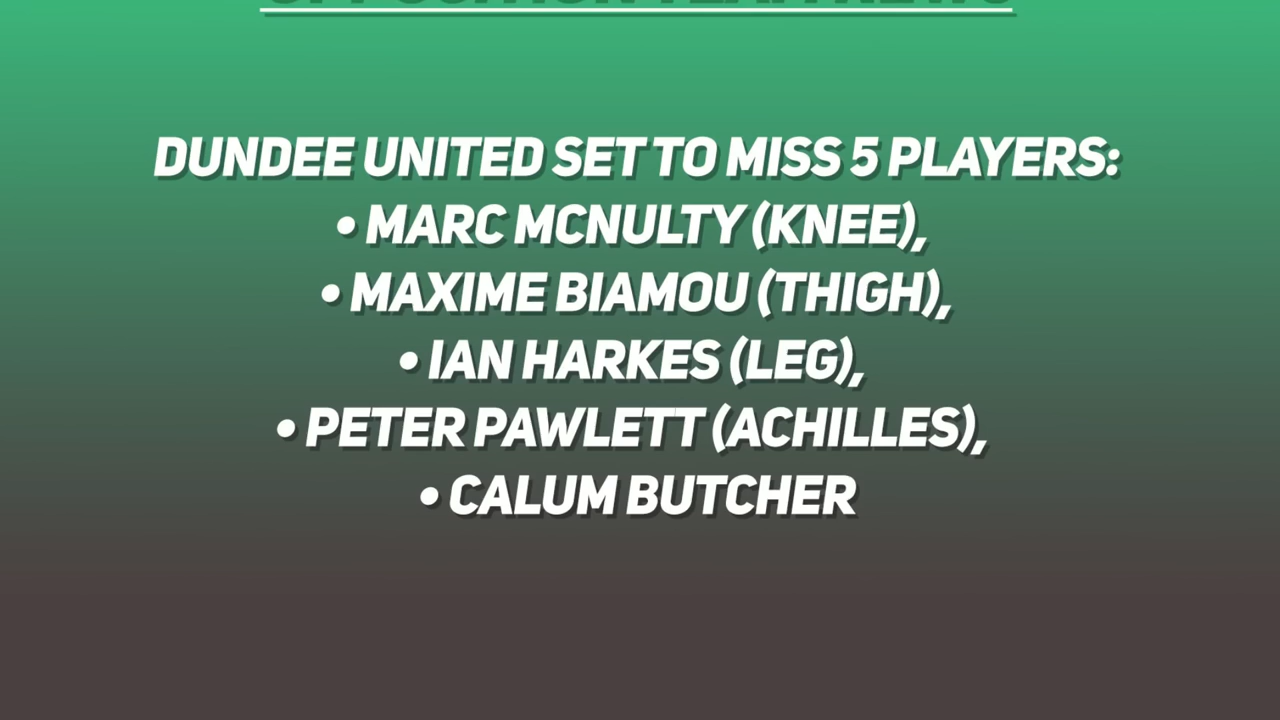 DUNDEE UNITED SET TO MISS 5 PLAYERS:
• MARC MCNULTY (KNEE),
• MAXIME BIAMOU (THIGH),
• IAN HARKES (LEG),
• PETER PAWLETT (ACHILLES),
• CALUM BUTCHER